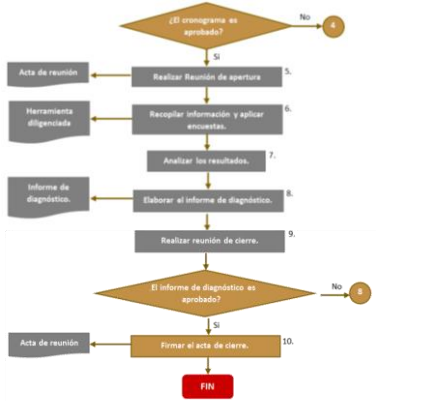 ¿El cronograma es
aprobado?
No
4
Si
Acta de reunión
Realizar Reunión de apertura
5.
Herramienta
diligenciada
Recopilar información y aplicar
encuestas.
6.
Analizar los resultados.
7.
Informe de
diagnóstico.
Elaborar el informe de diagnóstico.
8.
Realizar reunión de cierre.
9.
El informe de diagnóstico es
aprobado?
No
8
Si
Acta de reunión
Firmar el acta de cierre.
10.
FIN